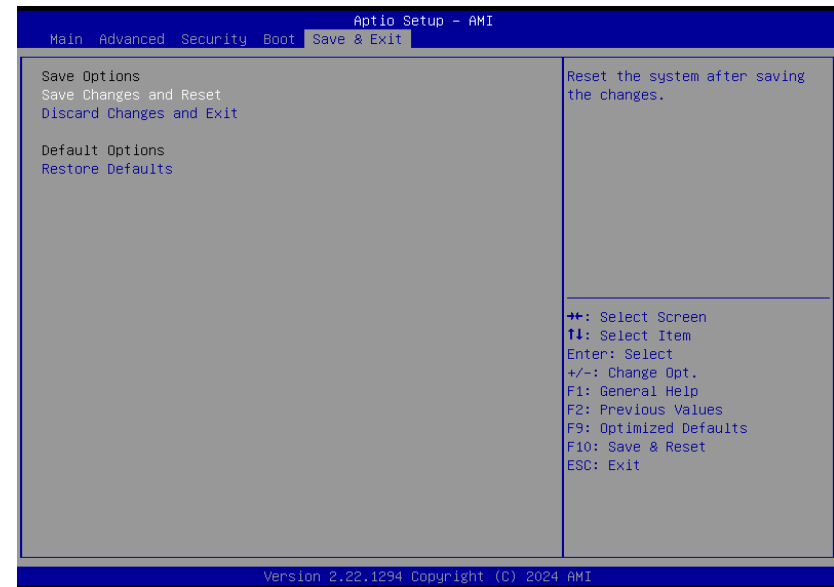 Aptio Setup – AMI
Main Advanced Security Boot Save & Exit
Save Options
Save Changes and Reset
Discard Changes and Exit
Default Options
Restore Defaults
Reset the system after saving
the changes.
→←: Select Screen
↑↓: Select Item
Enter: Select
+/-: Change Opt.
F1: General Help
F2: Previous Values
F9: Optimized Defaults
F10: Save & Reset
ESC: Exit
Version 2.22.1294 Copyright (C) 2024 AMI